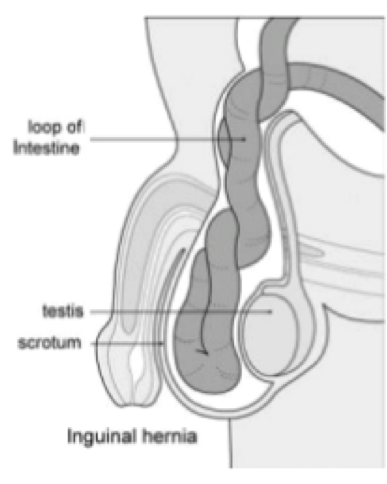 loop of
Intestine
testis
scrotum
Inguinal hernia